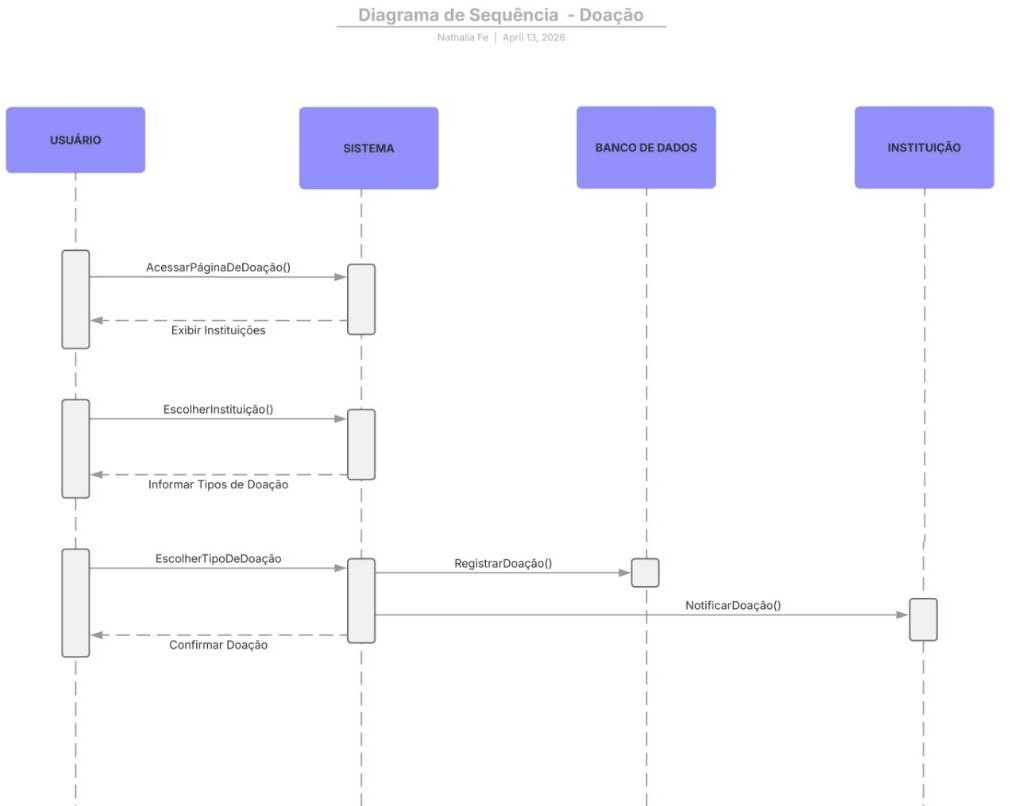 Diagrama de Sequência - Doação
Nathalia Fe | April 13, 2026
USUÁRIO
SISTEMA
BANCO DE DADOS
INSTITUIÇÃO
AcessarPáginaDeDoação()
Exibir Instituições
EscolherInstituição()
Informar Tipos de Doação
EscolherTipoDeDoação
RegistrarDoação()
NotificarDoação()
Confirmar Doação